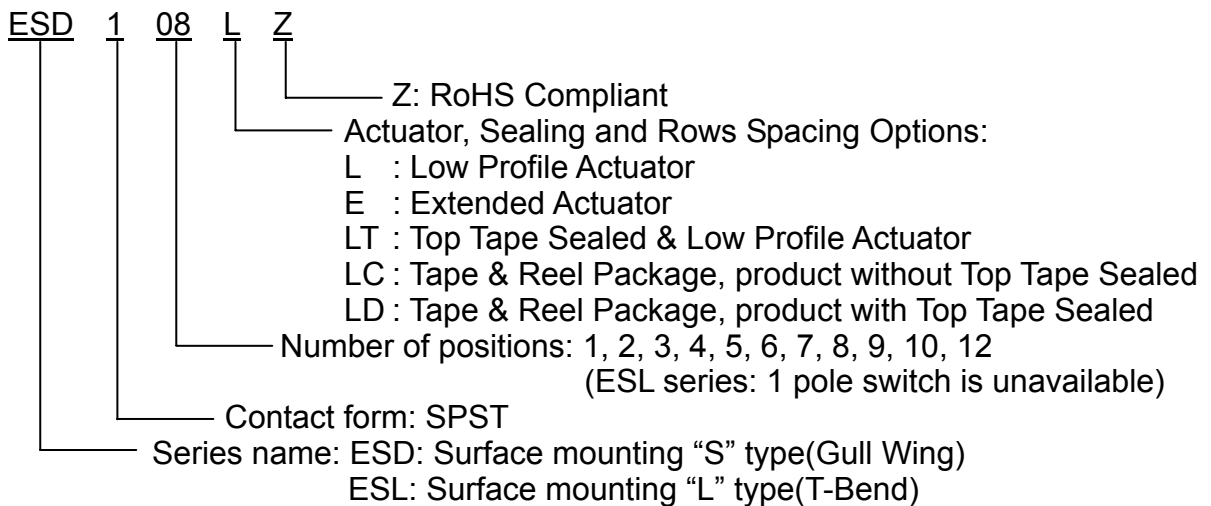 ESD 1 08 L Z
Z: RoHS Compliant
Actuator, Sealing and Rows Spacing Options:
L : Low Profile Actuator
E : Extended Actuator
LT : Top Tape Sealed & Low Profile Actuator
LC : Tape & Reel Package, product without Top Tape Sealed
LD : Tape & Reel Package, product with Top Tape Sealed
Number of positions: 1, 2, 3, 4, 5, 6, 7, 8, 9, 10, 12
(ESL series: 1 pole switch is unavailable)
Contact form: SPST
Series name: ESD: Surface mounting “S” type(Gull Wing)
ESL: Surface mounting “L” type(T-Bend)